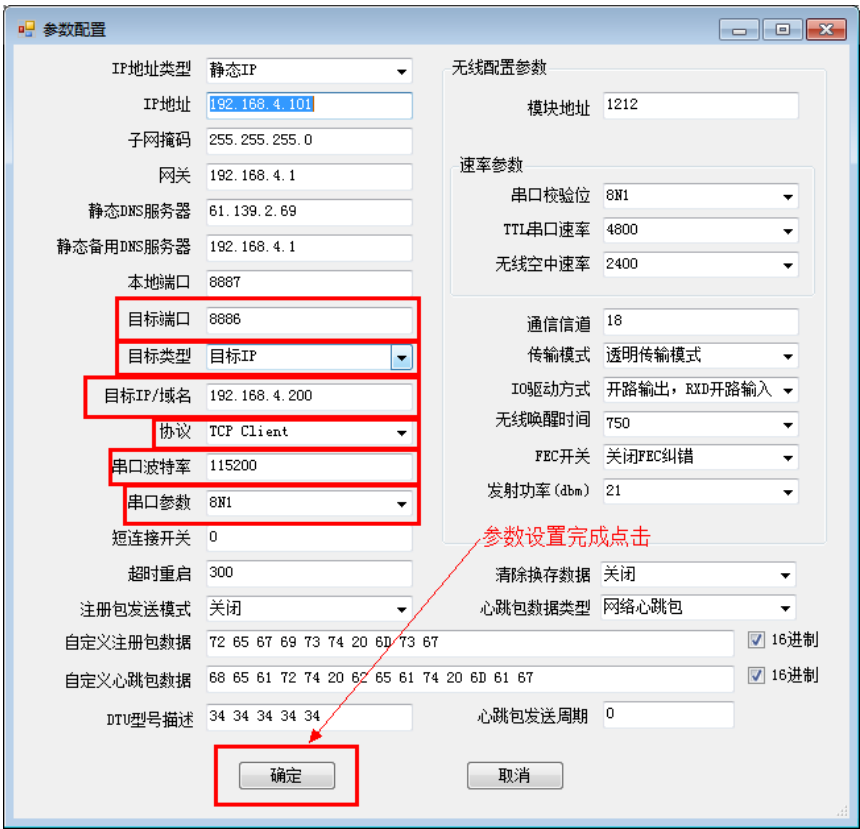 参数配置
IP地址类型 静态IP
IP地址 192.168.4.101
子网掩码 255.255.255.0
网关 192.168.4.1
静态DNS服务器 61.139.2.69
静态备用DNS服务器 192.168.4.1
本地端口 8887
目标端口 8886
目标类型 目标IP
目标IP/域名 192.168.4.200
协议 TCP Client
串口波特率 115200
串口参数 8N1
短连接开关 0
超时重启 300
注册包发送模式 关闭
无线配置参数
模块地址 1212
速率参数
串口校验位 8N1
TTL串口速率 4800
无线空中速率 2400
通信信道 18
传输模式 透明传输模式
IO驱动方式 开路输出，RXD开路输入
无线唤醒时间 750
FEC开关 关闭FEC纠错
发射功率(dbm) 21
参数设置完成点击
清除换存数据 关闭
心跳包数据类型 网络心跳包
自定义注册包数据 72 65 67 69 73 74 20 6D 73 67 16进制
自定义心跳包数据 68 65 61 72 74 20 62 65 61 74 20 6D 61 67 16进制
DTU型号描述 34 34 34 34 34 心跳包发送周期 0
确定 取消